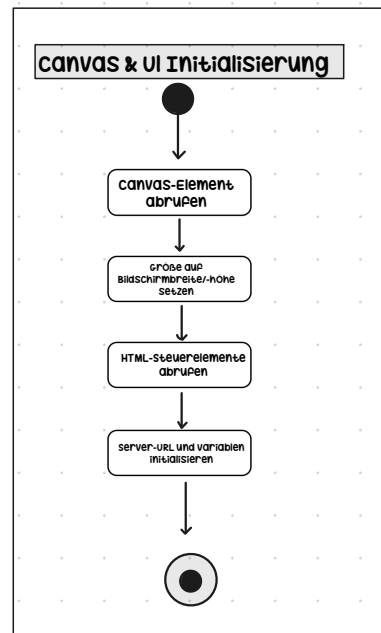 Canvas & UI Initialisierung
Canvas-Element
abrufen
Größe auf
Bildschirmbreite/-höhe
setzen
HTML-Steuerelemente
abrufen
Server-URL und Variablen
initialisieren